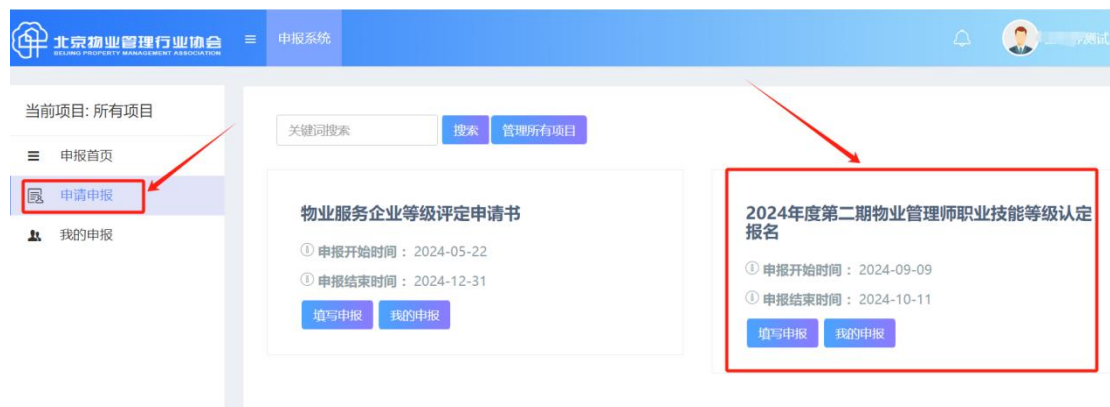 北京物业管理行业协会
BEIJING PROPERTY MANAGEMENT ASSOCIATION
申报系统
测试
当前项目: 所有项目
申报首页
申请申报
我的申报
关键词搜索 搜索 管理所有项目
物业服务企业等级评定申请书
申报开始时间： 2024-05-22
申报结束时间： 2024-12-31
填写申报 我的申报
2024年度第二期物业管理师职业技能等级认定
报名
申报开始时间： 2024-09-09
申报结束时间： 2024-10-11
填写申报 我的申报